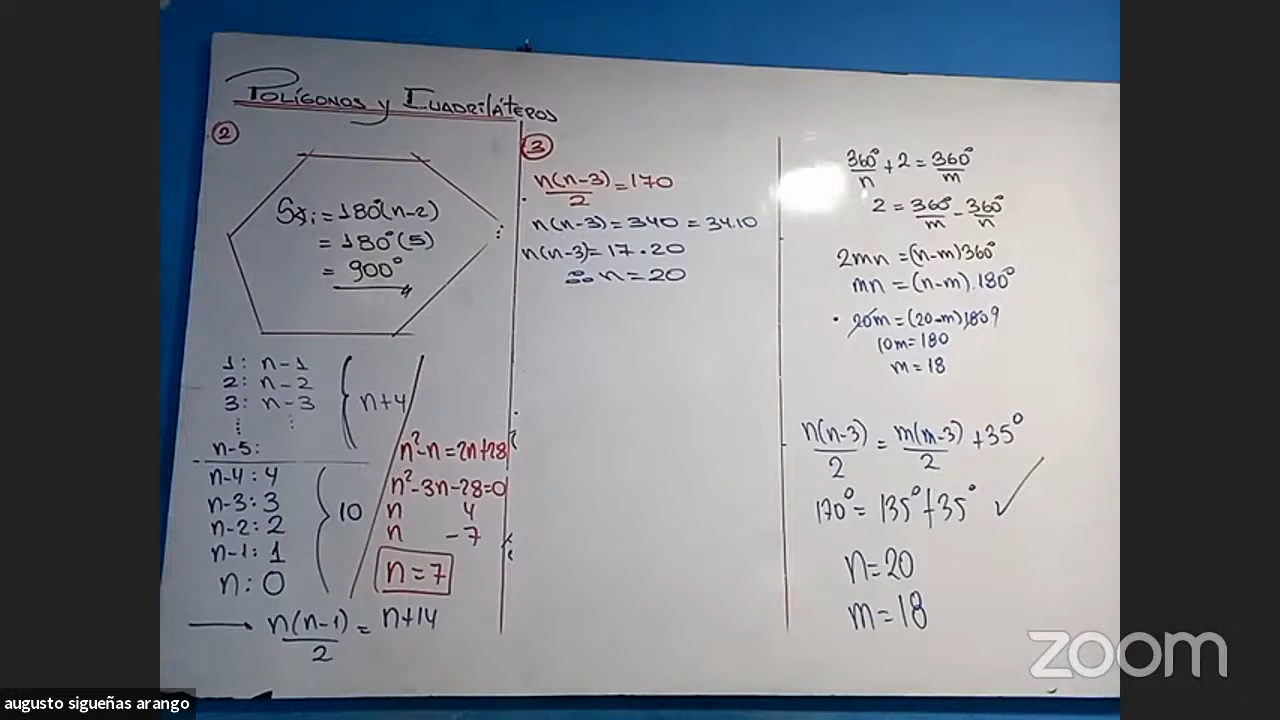 POLÍGONOS y CUADRILÁTEROS
2
S∢i = 180°(n-2)
= 180°(5)
= 900°
1: n-1
2: n-2
3: n-3
⋮ ⋮
n-5:
n+4
n-4: 4
n-3: 3
n-2: 2
n-1: 1
n: 0
10
n(n-1)/2 = n+14
n²-n=2n+28
n²-3n-28=0
n 4
n -7
n=7
3
n(n-3)/2 = 170
n(n-3)=340 = 34.10
n(n-3)= 17.20
∴ n=20
360°/n + 2 = 360°/m
2 = 360°/m - 360°/n
2mn = (n-m)360°
mn = (n-m).180°
• 20m = (20-m)180 9
10m=180
m=18
n(n-3)/2 = m(m-3)/2 + 35°
170° = 135° + 35° ✓
n=20
m=18
zoom
augusto sigueñas arango